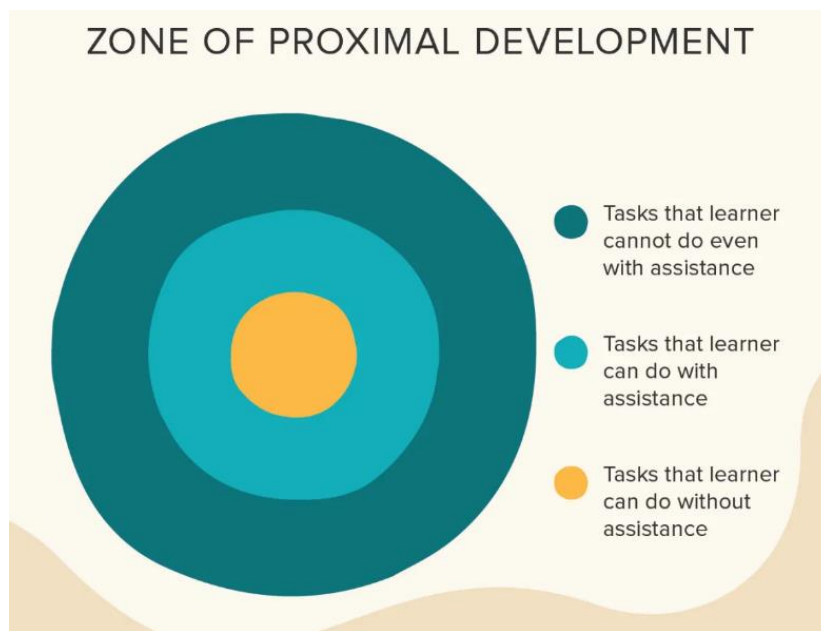 ZONE OF PROXIMAL DEVELOPMENT
Tasks that learner
cannot do even
with assistance
Tasks that learner
can do with
assistance
Tasks that learner
can do without
assistance